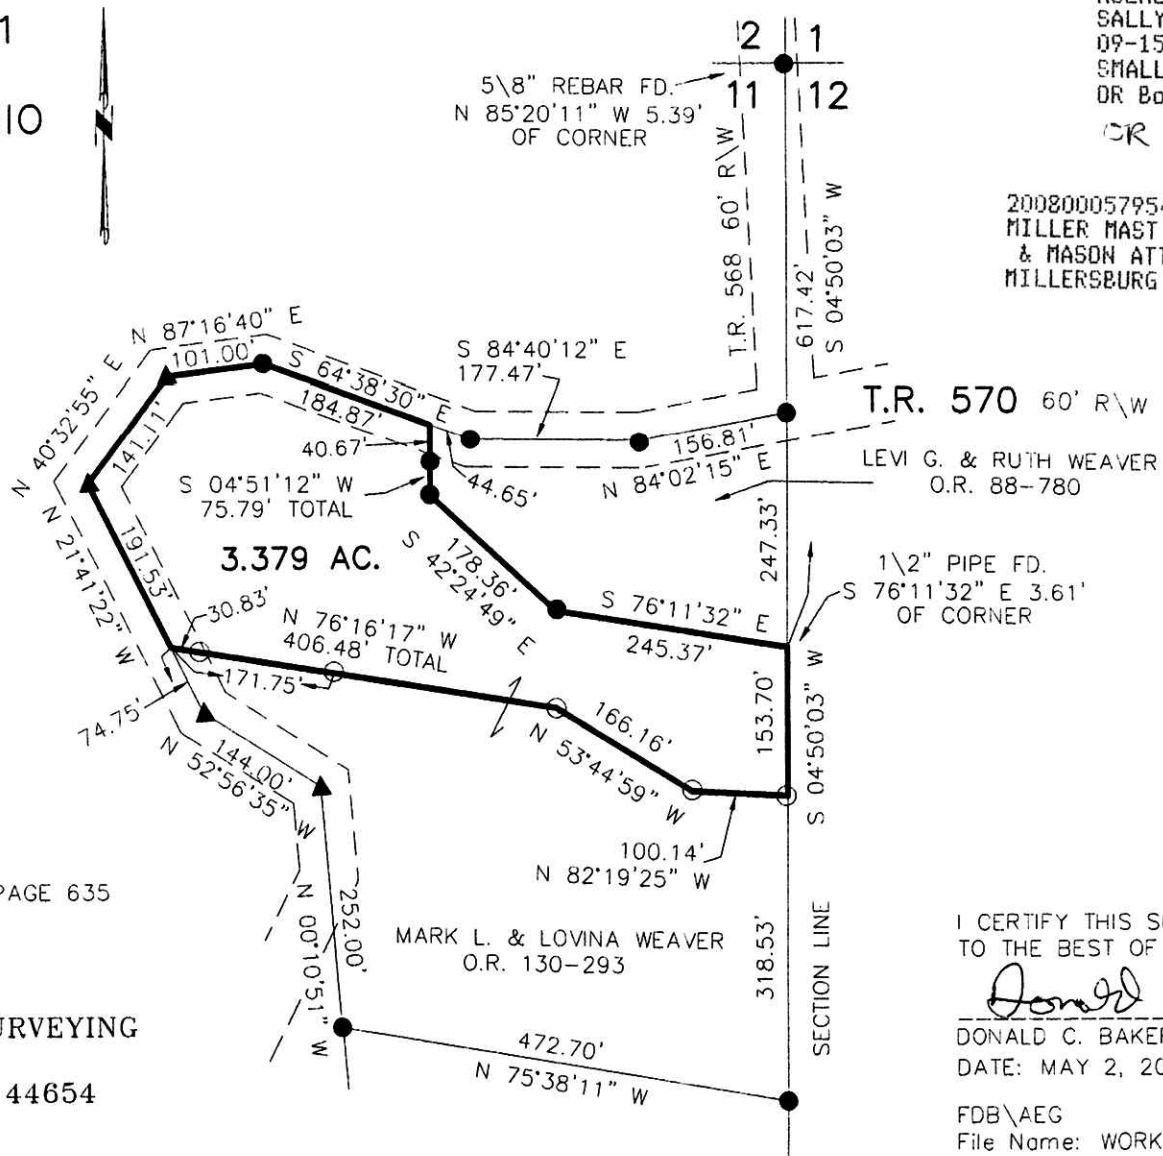 1
10
2 1
11 12
5\8" REBAR FD.
N 85°20'11" W 5.39'
OF CORNER
SALLY
09-15
SMALL
OR Bo
OR
200800057954
MILLER MAST
& MASON ATT
MILLERSBURG
T.R. 568 60' R\W
617.42'
S 04°50'03" W
N 87°16'40" E
101.00'
S 64°38'30" E
184.87'
S 84°40'12" E
177.47'
T.R. 570 60' R\W
N 40°32'55" E
141.11'
40.67'
44.65'
156.81'
N 84°02'15" E
LEVI G. & RUTH WEAVER
O.R. 88-780
S 04°51'12" W
75.79' TOTAL
247.33'
3.379 AC.
178.36'
S 42°24'49" E
1\2" PIPE FD.
S 76°11'32" E 3.61'
OF CORNER
191.53'
N 21°41'22" W
30.83'
N 76°16'17" W
406.48' TOTAL
S 76°11'32" E
245.37'
171.75'
74.75'
166.16'
N 53°44'59" W
153.70'
S 04°50'03" W
144.00'
N 52°56'35" W
100.14'
N 82°19'25" W
PAGE 635
252.00'
N 00°10'51" W
MARK L. & LOVINA WEAVER
O.R. 130-293
318.53'
SECTION LINE
I CERTIFY THIS S
TO THE BEST OF
Donald
DONALD C. BAKER
DATE: MAY 2, 20
URVEYING
44654
472.70'
N 75°38'11" W
FDB\AEG
File Name: WORK